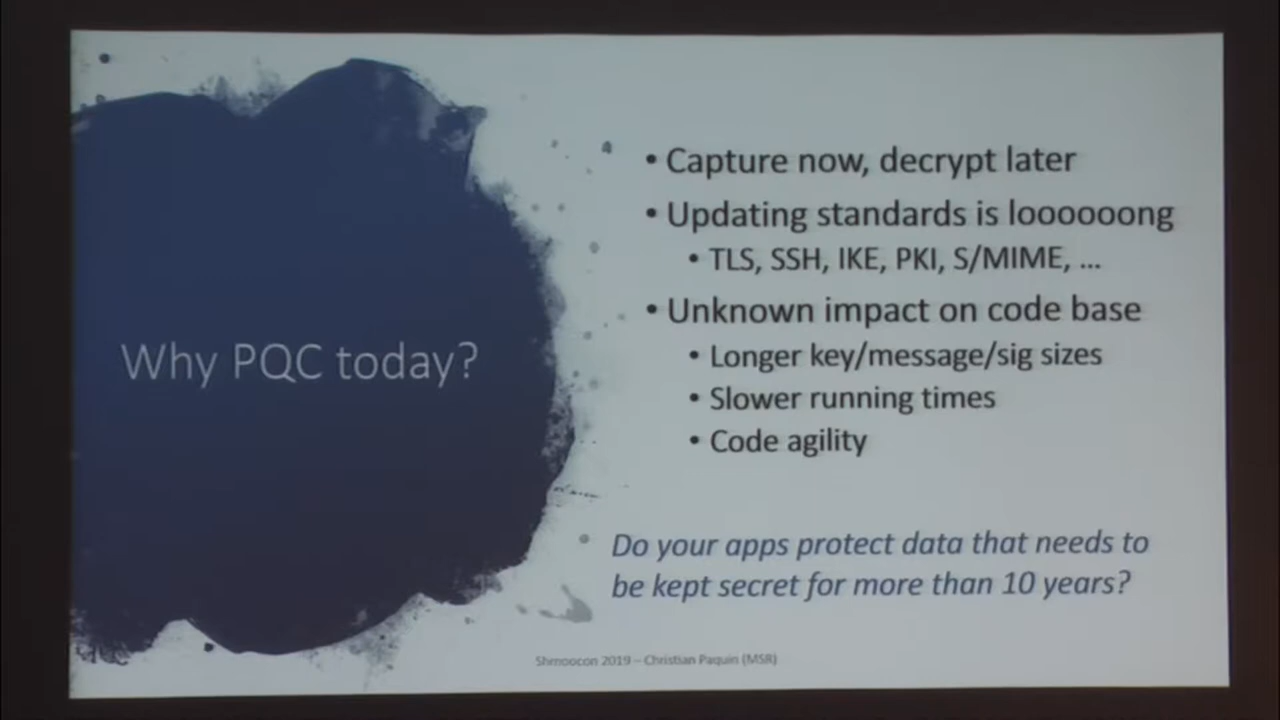 Why PQC today?
• Capture now, decrypt later
• Updating standards is loooooong
• TLS, SSH, IKE, PKI, S/MIME, ...
• Unknown impact on code base
• Longer key/message/sig sizes
• Slower running times
• Code agility
Do your apps protect data that needs to
be kept secret for more than 10 years?
Shmoocon 2019 – Christian Paquin (MSR)